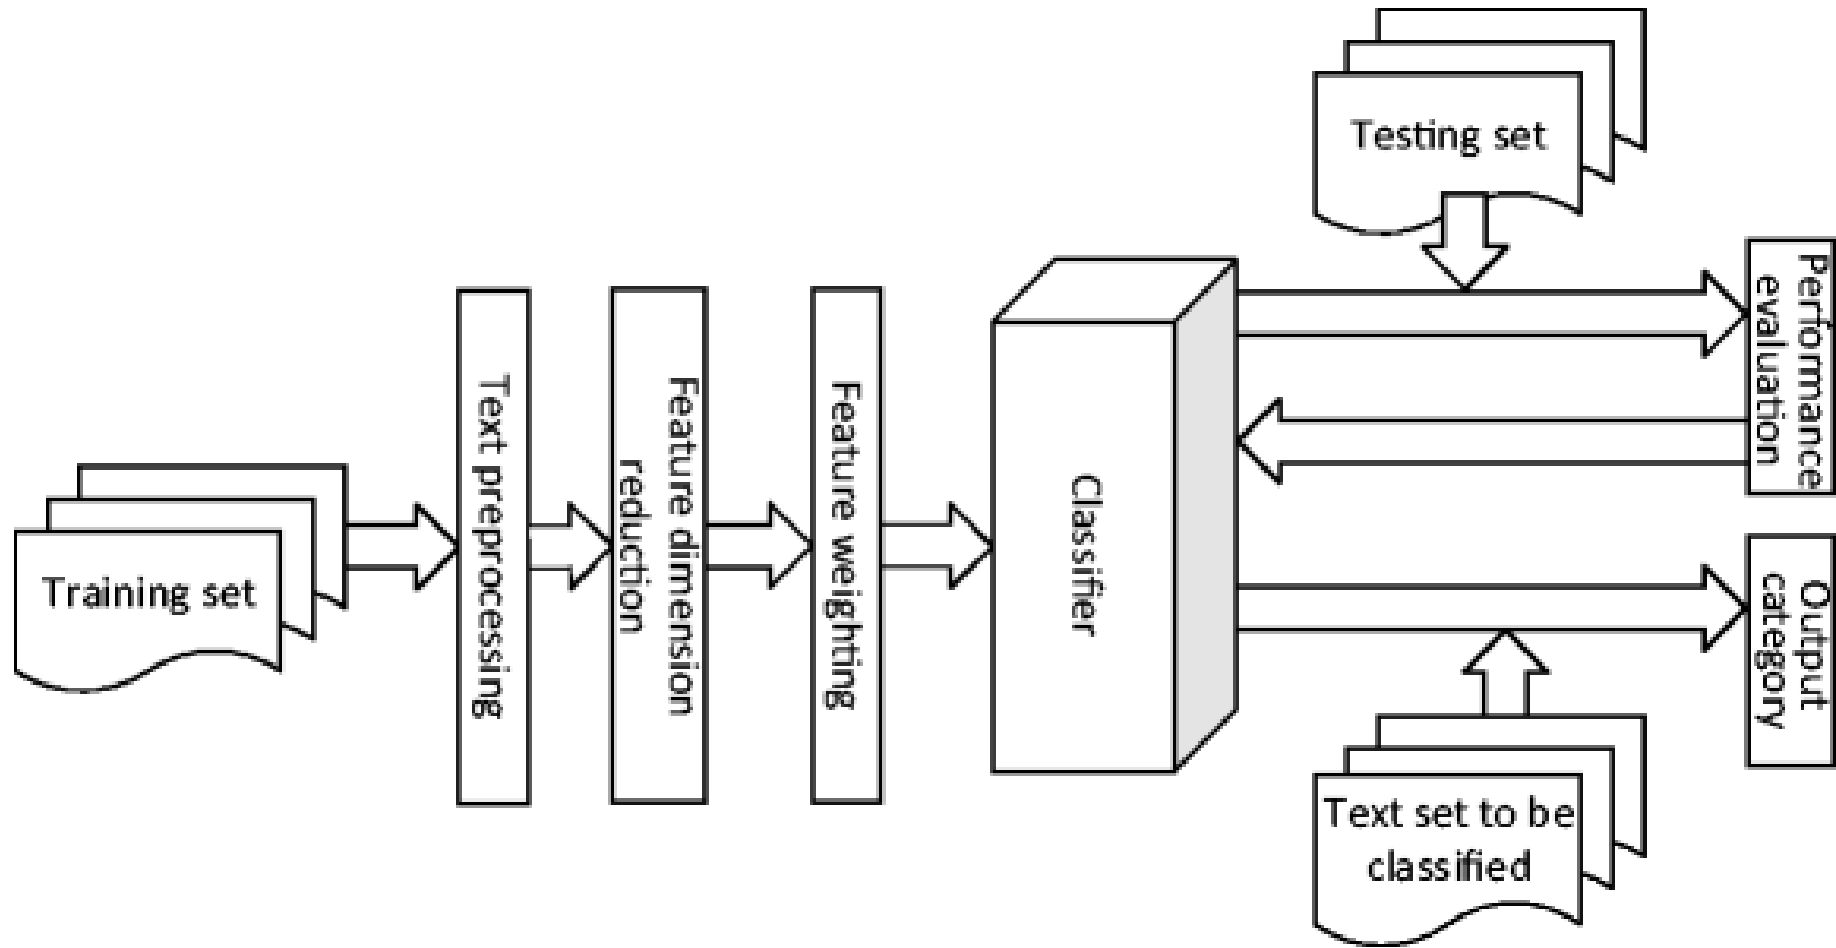 Training set
Text preprocessing
Feature dimension
reduction
Feature weighting
Classifier
Testing set
Performance
evaluation
Output
category
Text set to be
classified